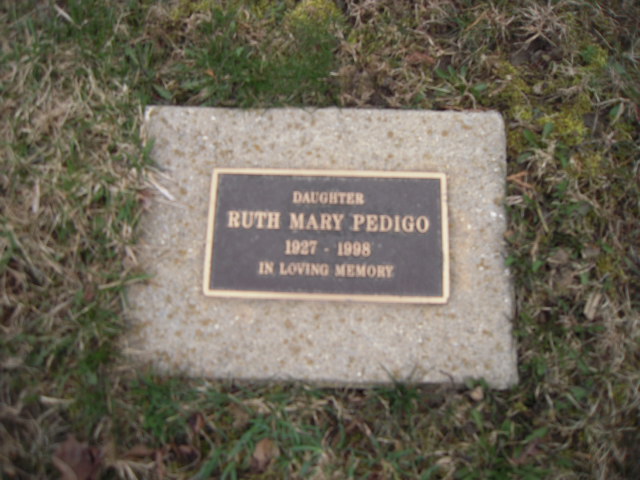 DAUGHTER
RUTH MARY PEDIGO
1927 - 1998
IN LOVING MEMORY